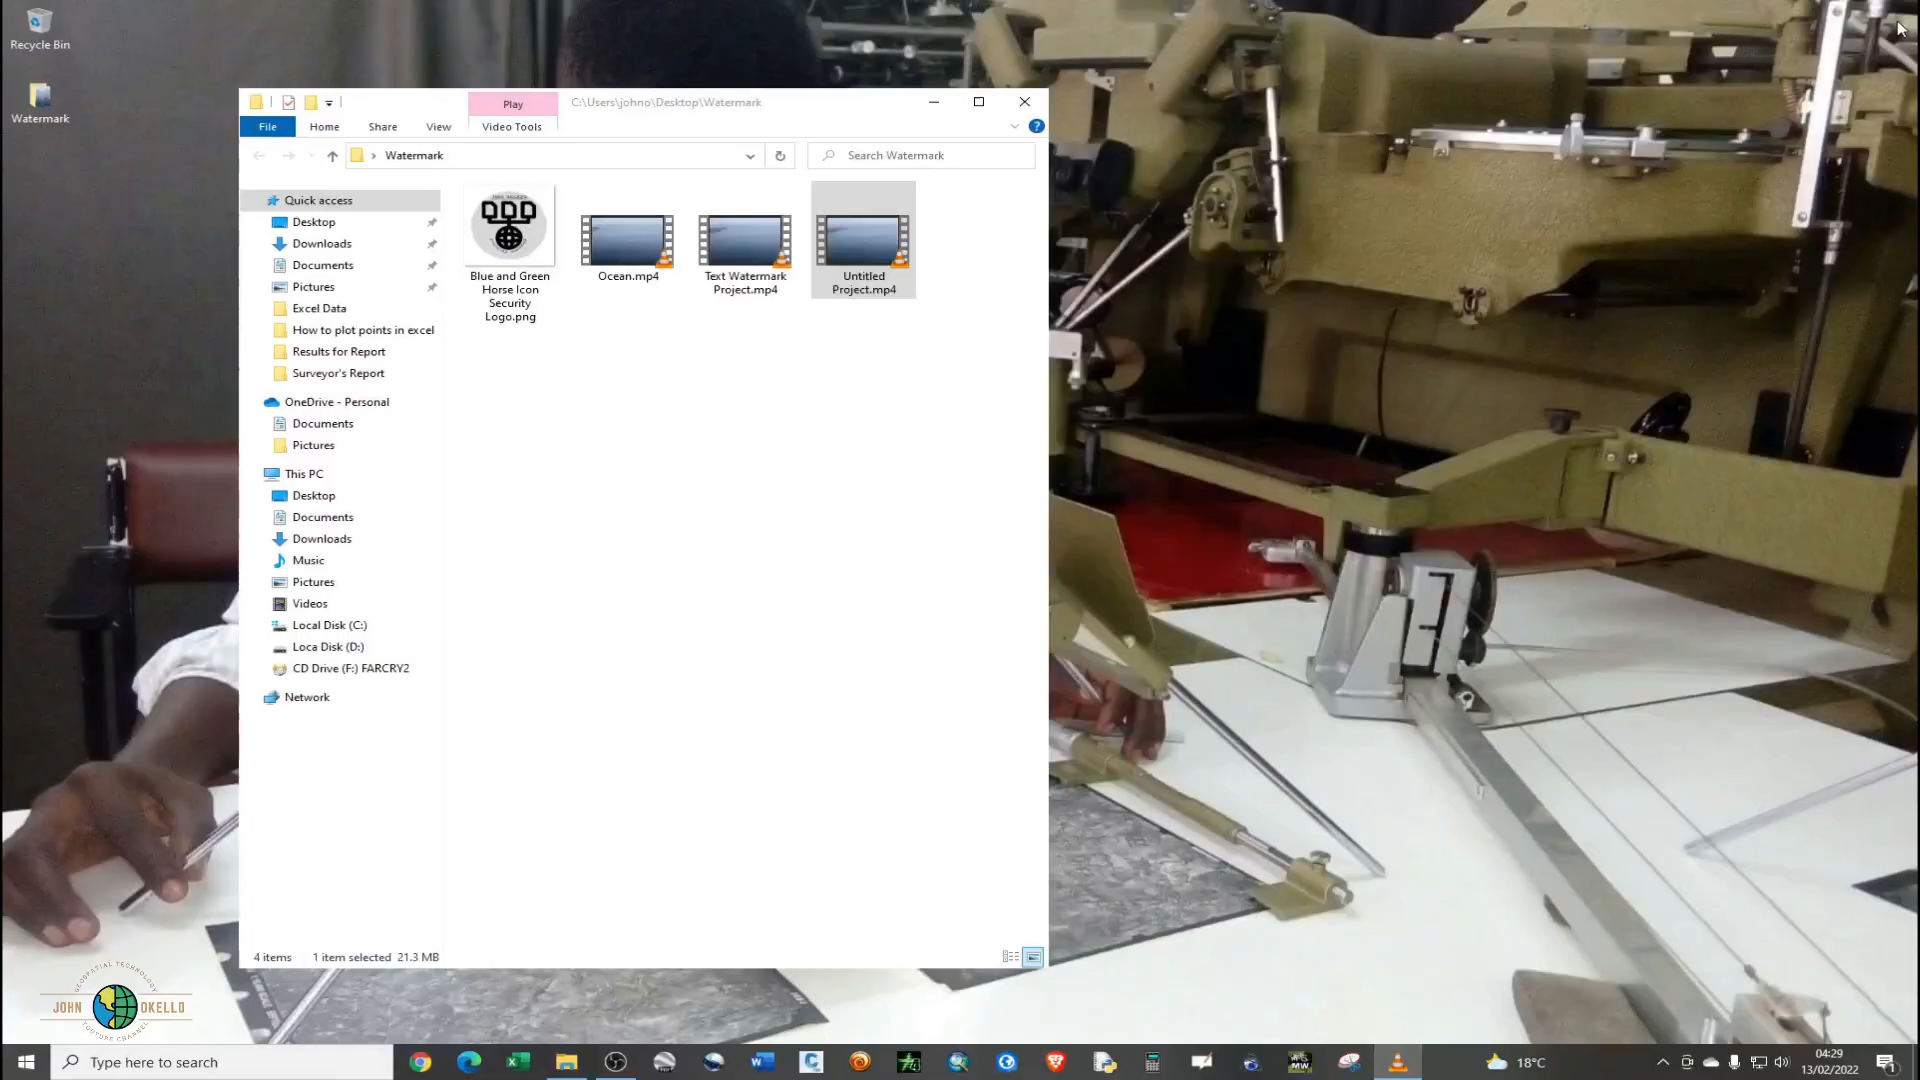 Recycle Bin
Watermark
Play
C:\Users\johno\Desktop\Watermark
File
Home
Share
View
Video Tools
Watermark
Search Watermark
Quick access
Desktop
Downloads
Documents
Pictures
Excel Data
How to plot points in excel
Results for Report
Surveyor's Report
OneDrive - Personal
Documents
Pictures
This PC
Desktop
Documents
Downloads
Music
Pictures
Videos
Local Disk (C:)
Loca Disk (D:)
CD Drive (F:) FARCRY2
Network
Blue and Green
Horse Icon
Security
Logo.png
Ocean.mp4
Text Watermark
Project.mp4
Untitled
Project.mp4
4 items
1 item selected 21.3 MB
GEOSPATIAL TECHNOLOGY
JOHN OKELLO
YOUTUBE CHANNEL
Type here to search
18°C
04:29
13/02/2022